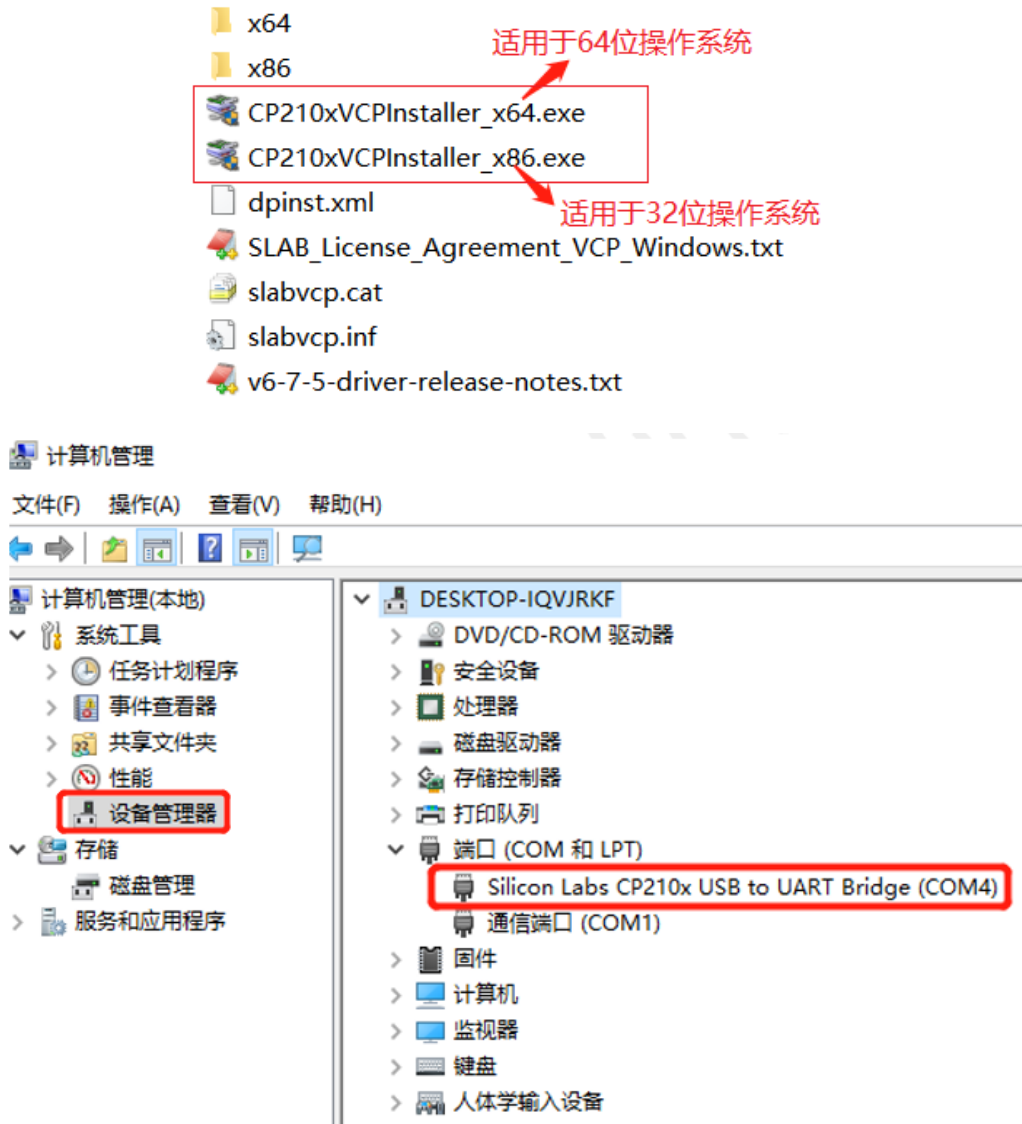 x64
适用于64位操作系统
x86
CP210xVCPInstaller_x64.exe
CP210xVCPInstaller_x86.exe
dpinst.xml
适用于32位操作系统
SLAB_License_Agreement_VCP_Windows.txt
slabvcp.cat
slabvcp.inf
v6-7-5-driver-release-notes.txt
计算机管理
文件(F) 操作(A) 查看(V) 帮助(H)
计算机管理(本地)
系统工具
任务计划程序
事件查看器
共享文件夹
性能
设备管理器
存储
磁盘管理
服务和应用程序
DESKTOP-IQVJRKF
DVD/CD-ROM 驱动器
安全设备
处理器
磁盘驱动器
存储控制器
打印队列
端口 (COM 和 LPT)
Silicon Labs CP210x USB to UART Bridge (COM4)
通信端口 (COM1)
固件
计算机
监视器
键盘
人体学输入设备